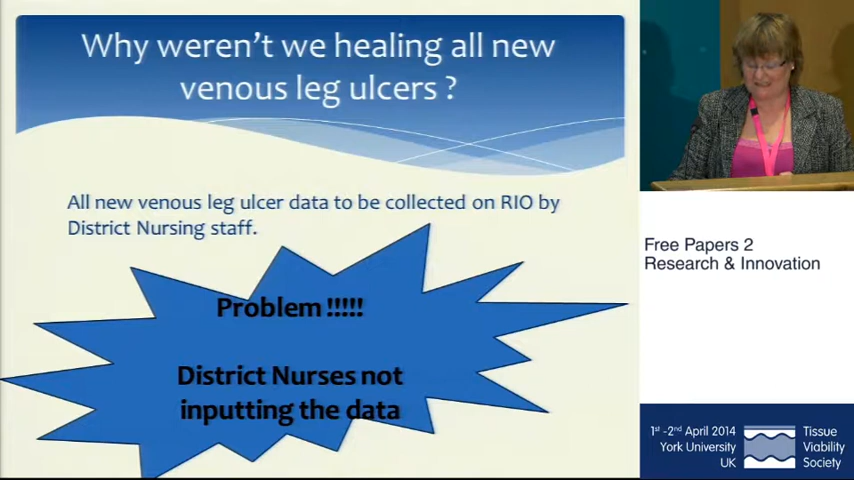 Why weren't we healing all new
venous leg ulcers ?
All new venous leg ulcer data to be collected on RIO by
District Nursing staff.
Problem !!!!!
District Nurses not
inputting the data
Free Papers 2
Research & Innovation
1st -2nd April 2014
York University
UK
Tissue
Viability
Society